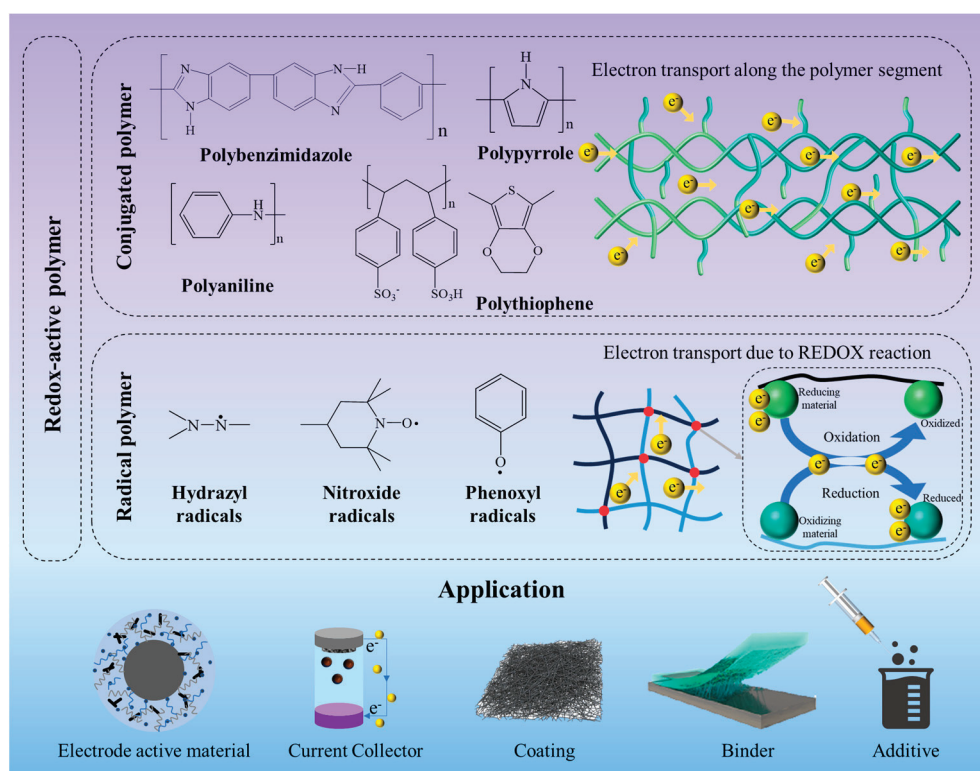 Redox-active polymer
Conjugated polymer
N
N
H
N-H
N
n
Polybenzimidazole
H
N
n
Polypyrrole
Electron transport along the polymer segment
e-
e-
e-
e-
e-
e-
e-
e-
e-
e-
e-
e-
H
N
n
Polyaniline
n
SO3-
SO3H
S
O
O
Polythiophene
Radical polymer
N-N
Hydrazyl
radicals
N-O·
Nitroxide
radicals
O
Phenoxyl
radicals
Electron transport due to REDOX reaction
e-
e-
e-
e-
e-
Reducing
material
Oxidized
Oxidation
e-
e-
Reduction
Reduced
Oxidizing
material
e-
e-
Application
e-
e-
Electrode active material
Current Collector
Coating
Binder
Additive